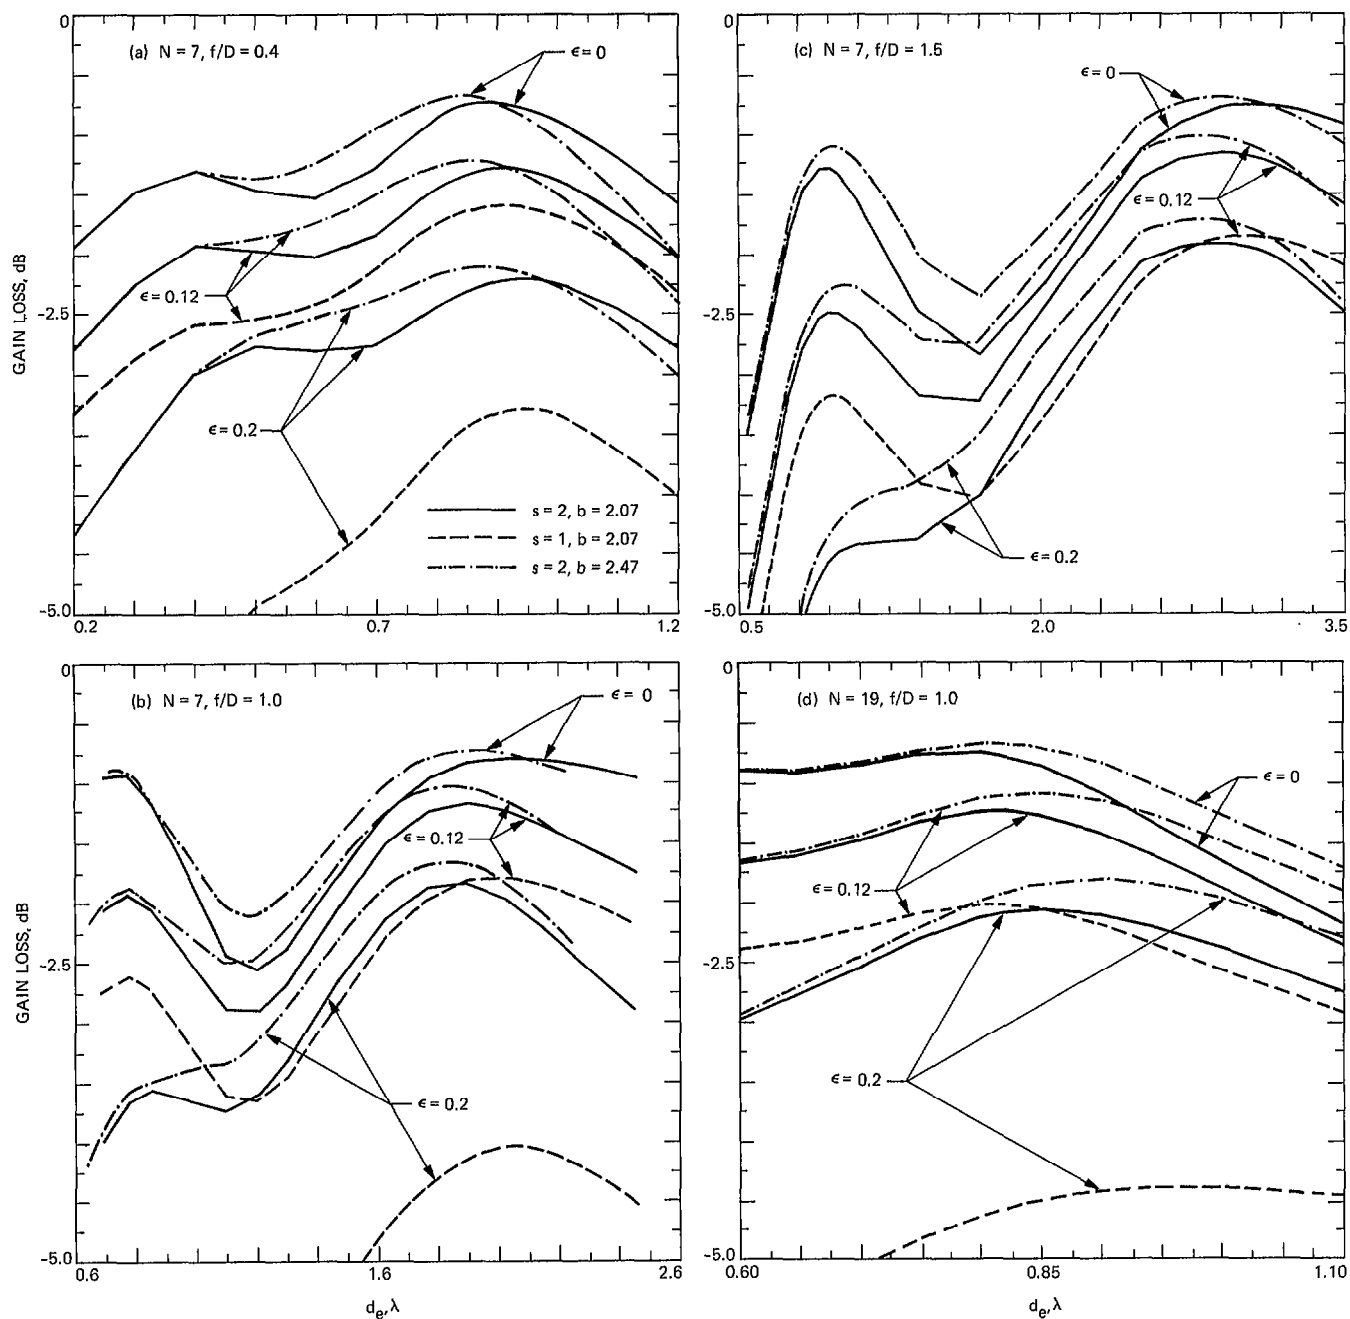 0
(a) N = 7, f/D = 0.4
ϵ = 0
ϵ = 0.12
ϵ = 0.2
s = 2, b = 2.07
s = 1, b = 2.07
s = 2, b = 2.47
GAIN LOSS, dB
-2.5
-5.0
0.2
0.7
1.2
0
(c) N = 7, f/D = 1.5
ϵ = 0
ϵ = 0.12
ϵ = 0.2
-2.5
-5.0
0.5
2.0
3.5
0
(b) N = 7, f/D = 1.0
ϵ = 0
ϵ = 0.12
ϵ = 0.2
GAIN LOSS, dB
-2.5
-5.0
0.6
1.6
2.6
de, λ
0
(d) N = 19, f/D = 1.0
ϵ = 0
ϵ = 0.12
ϵ = 0.2
-2.5
-5.0
0.60
0.85
1.10
de, λ